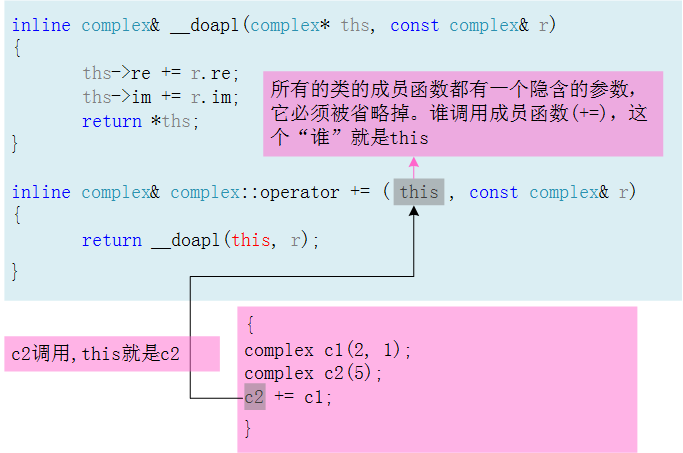 inline complex& __doapl(complex* ths, const complex& r)
{
ths->re += r.re;
ths->im += r.im;
return *ths;
}
所有的类的成员函数都有一个隐含的参数，
它必须被省略掉。谁调用成员函数(+=)，这
个“谁”就是this
inline complex& complex::operator += ( this , const complex& r)
{
return __doapl(this, r);
}
c2调用,this就是c2
{
complex c1(2, 1);
complex c2(5);
c2 += c1;
}